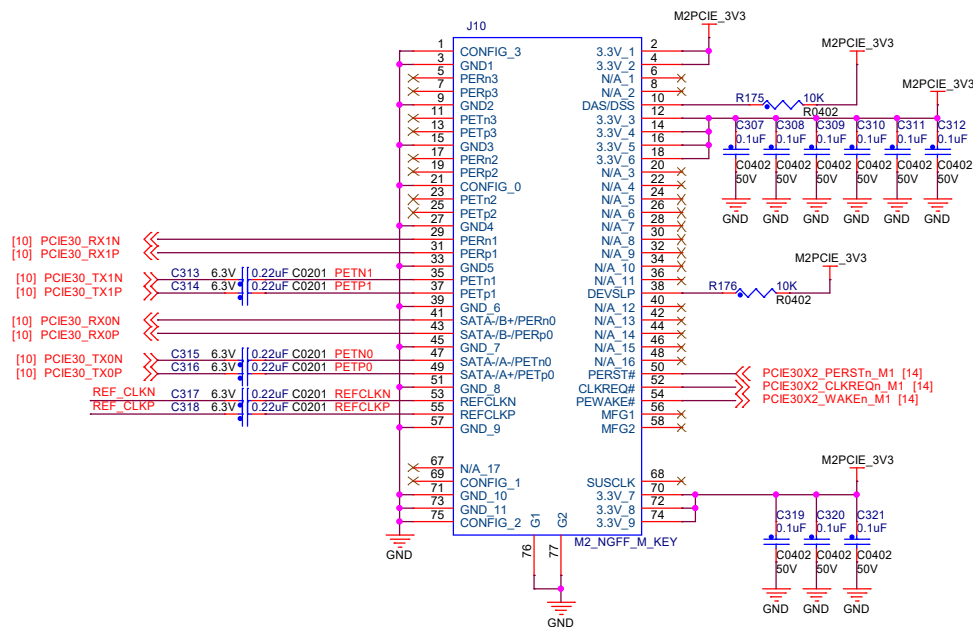 M2PCIE_3V3
J10
M2PCIE_3V3
1 CONFIG_3 3.3V_1 2
3 GND1 3.3V_2 4
5 PERn3 N/A_1 6
7 PERp3 N/A_2 8
M2PCIE_3V3
9 GND2 DAS/DSS 10 R175 10K
R0402
11 PETn3 3.3V_3 12
13 PETp3 3.3V_4 14
C307 C308 C309 C310 C311 C312
0.1uF 0.1uF 0.1uF 0.1uF 0.1uF 0.1uF
15 GND3 3.3V_5 16
17 PERn2 3.3V_6 18
C0402 C0402 C0402 C0402 C0402 C0402
50V 50V 50V 50V 50V 50V
GND GND GND GND GND GND
19 PERp2 N/A_3 20
21 CONFIG_0 N/A_4 22
23 PETn2 N/A_5 24
25 PETp2 N/A_6 26
27 GND4 N/A_7 28
[10] PCIE30_RX1N 29 PERn1 N/A_8 30
[10] PCIE30_RX1P 31 PERp1 N/A_9 32
33 GND5 N/A_10 34
M2PCIE_3V3
[10] PCIE30_TX1N C313 6.3V 0.22uF C0201 PETN1 35 PETn1 N/A_11 36
[10] PCIE30_TX1P C314 6.3V 0.22uF C0201 PETP1 37 PETp1 DEVSLP 38 R176 10K
R0402
39 GND_6 N/A_12 40
[10] PCIE30_RX0N 41 SATA-/B+/PERn0 N/A_13 42
[10] PCIE30_RX0P 43 SATA-/B-/PERp0 N/A_14 44
45 GND_7 N/A_15 46
[10] PCIE30_TX0N C315 6.3V 0.22uF C0201 PETN0 47 SATA-/A-/PETn0 N/A_16 48
[10] PCIE30_TX0P C316 6.3V 0.22uF C0201 PETP0 49 SATA-/A+/PETp0 PERST# 50 PCIE30X2_PERSTn_M1 [14]
51 GND_8 CLKREQ# 52 PCIE30X2_CLKREQn_M1 [14]
REF_CLKN C317 6.3V 0.22uF C0201 REFCLKN 53 REFCLKN PEWAKE# 54 PCIE30X2_WAKEn_M1 [14]
REF_CLKP C318 6.3V 0.22uF C0201 REFCLKP 55 REFCLKP MFG1 56
57 GND_9 MFG2 58
M2PCIE_3V3
67 N/A_17
69 CONFIG_1 SUSCLK 68
71 GND_10 3.3V_7 70
73 GND_11 3.3V_8 72
75 CONFIG_2 3.3V_9 74
G1 G2
C319 C320 C321
0.1uF 0.1uF 0.1uF
C0402 C0402 C0402
50V 50V 50V
GND GND GND
GND
76 77
M2_NGFF_M_KEY
GND